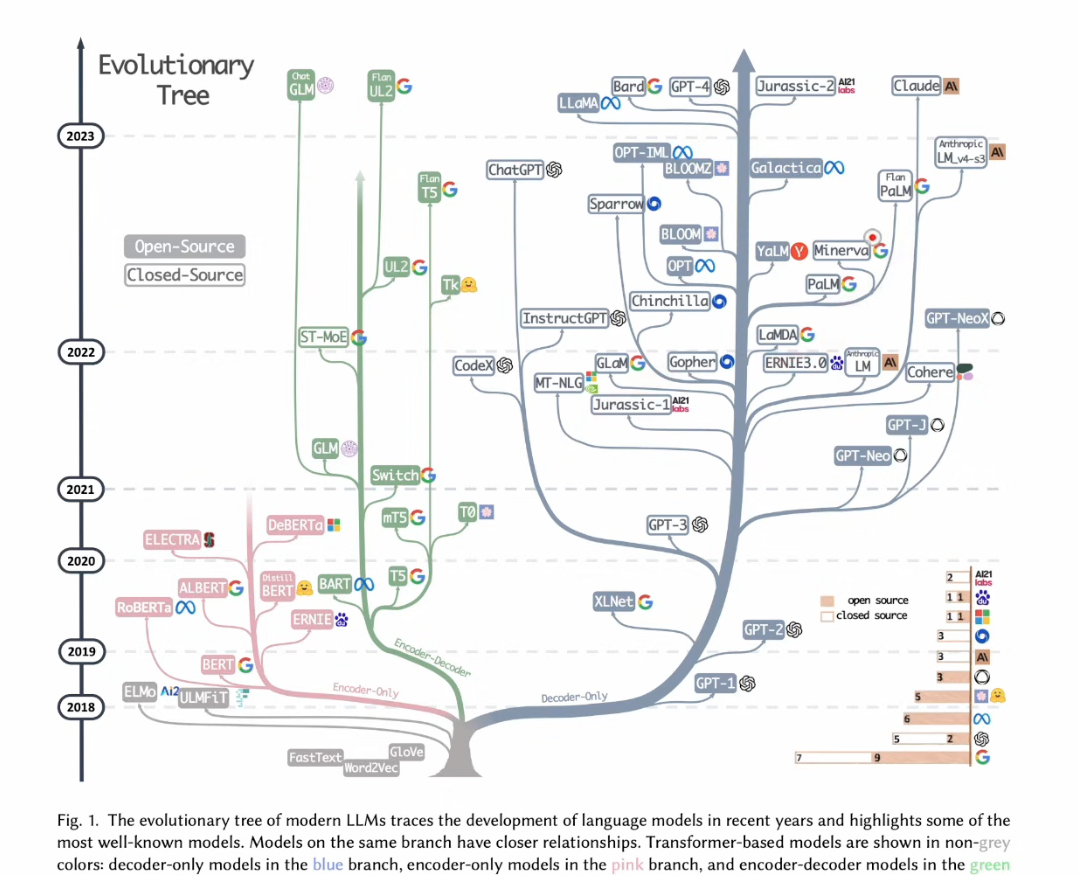 Evolutionary
Tree
Chat
GLM
Flan
UL2
Bard
GPT-4
Jurassic-2
AI21
labs
Claude
A\
LLaMA
2023
OPT-IML
Anthropic
LM_v4-s3
A\
ChatGPT
BLOOMZ
Galactica
Flan
T5
Flan
PaLM
Sparrow
Open-Source
Closed-Source
BLOOM
YaLM
Y
Minerva
UL2
OPT
Tk
PaLM
Chinchilla
InstructGPT
GPT-NeoX
ST-MoE
LaMDA
2022
CodeX
GLaM
Gopher
ERNIE3.0
Anthropic
LM
A\
Cohere
MT-NLG
Jurassic-1
AI21
labs
GPT-J
GLM
GPT-Neo
Switch
2021
mT5
T0
DeBERTa
GPT-3
ELECTRA
2020
T5
2
AI21
labs
ALBERT
Distill
BERT
BART
RoBERTa
XLNet
open source
1 1
closed source
1 1
ERNIE
GPT-2
3
2019
Encoder-Decoder
3
A\
BERT
3
GPT-1
ELMo
Ai2
ULMFiT
Encoder-Only
Decoder-Only
5
2018
6
5 2
FastText
GloVe
Word2Vec
7 9
Fig. 1. The evolutionary tree of modern LLMs traces the development of language models in recent years and highlights some of the
most well-known models. Models on the same branch have closer relationships. Transformer-based models are shown in non-grey
colors: decoder-only models in the blue branch, encoder-only models in the pink branch, and encoder-decoder models in the green